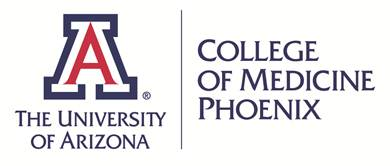 A®
THE UNIVERSITY
OF ARIZONA
COLLEGE
OF MEDICINE
PHOENIX